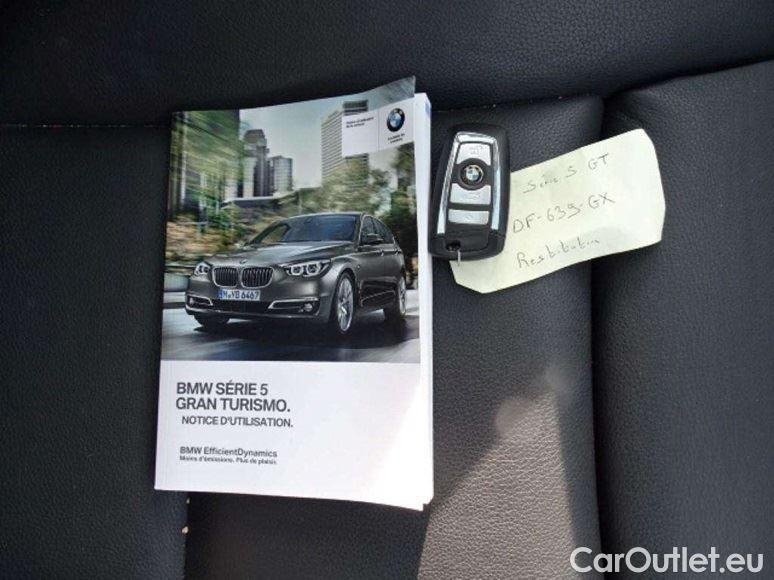 BMW
M·YB 6467
BMW SÉRIE 5
GRAN TURISMO.
NOTICE D'UTILISATION.
BMW EfficientDynamics
Moins d'émissions. Plus de plaisir.
Série 5 GT
DF-639-GX
Restitution
CarOutlet.eu